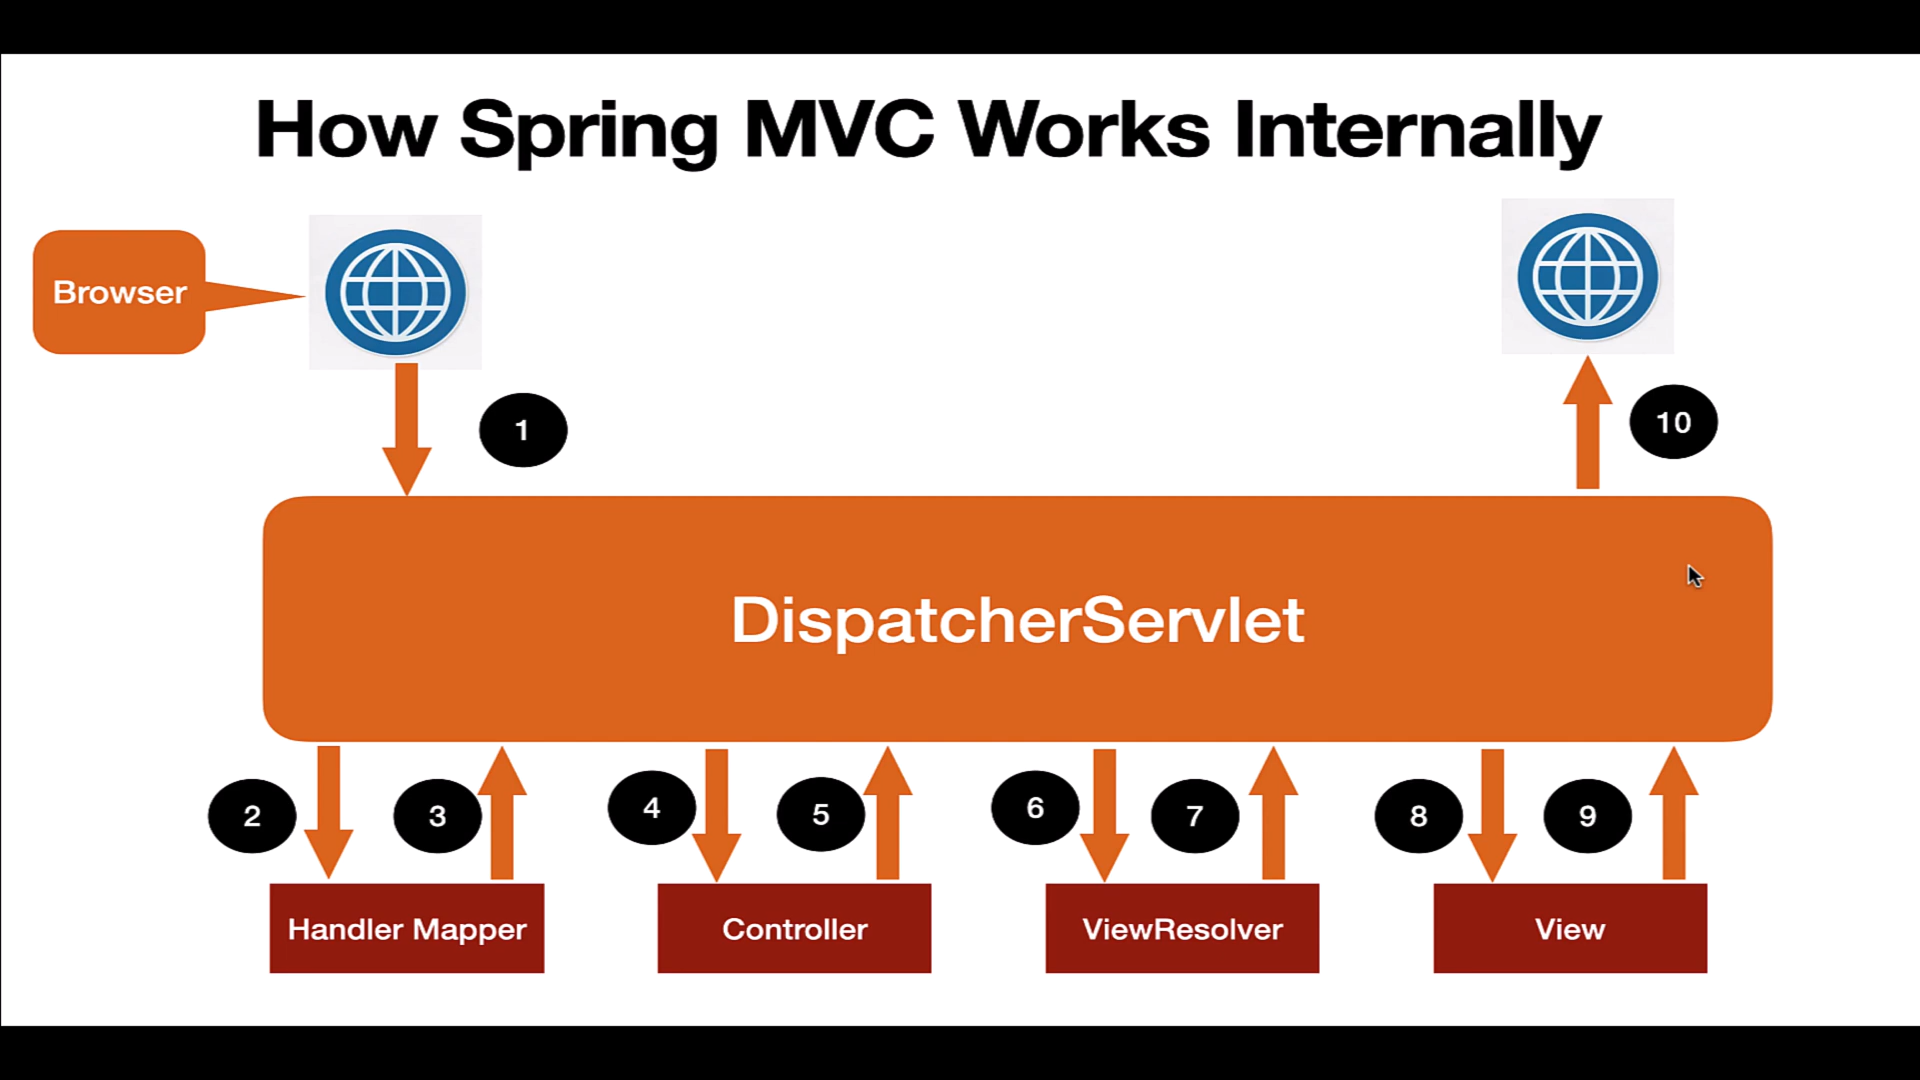 How Spring MVC Works Internally
Browser
1
10
DispatcherServlet
2
3
4
5
6
7
8
9
Handler Mapper
Controller
ViewResolver
View